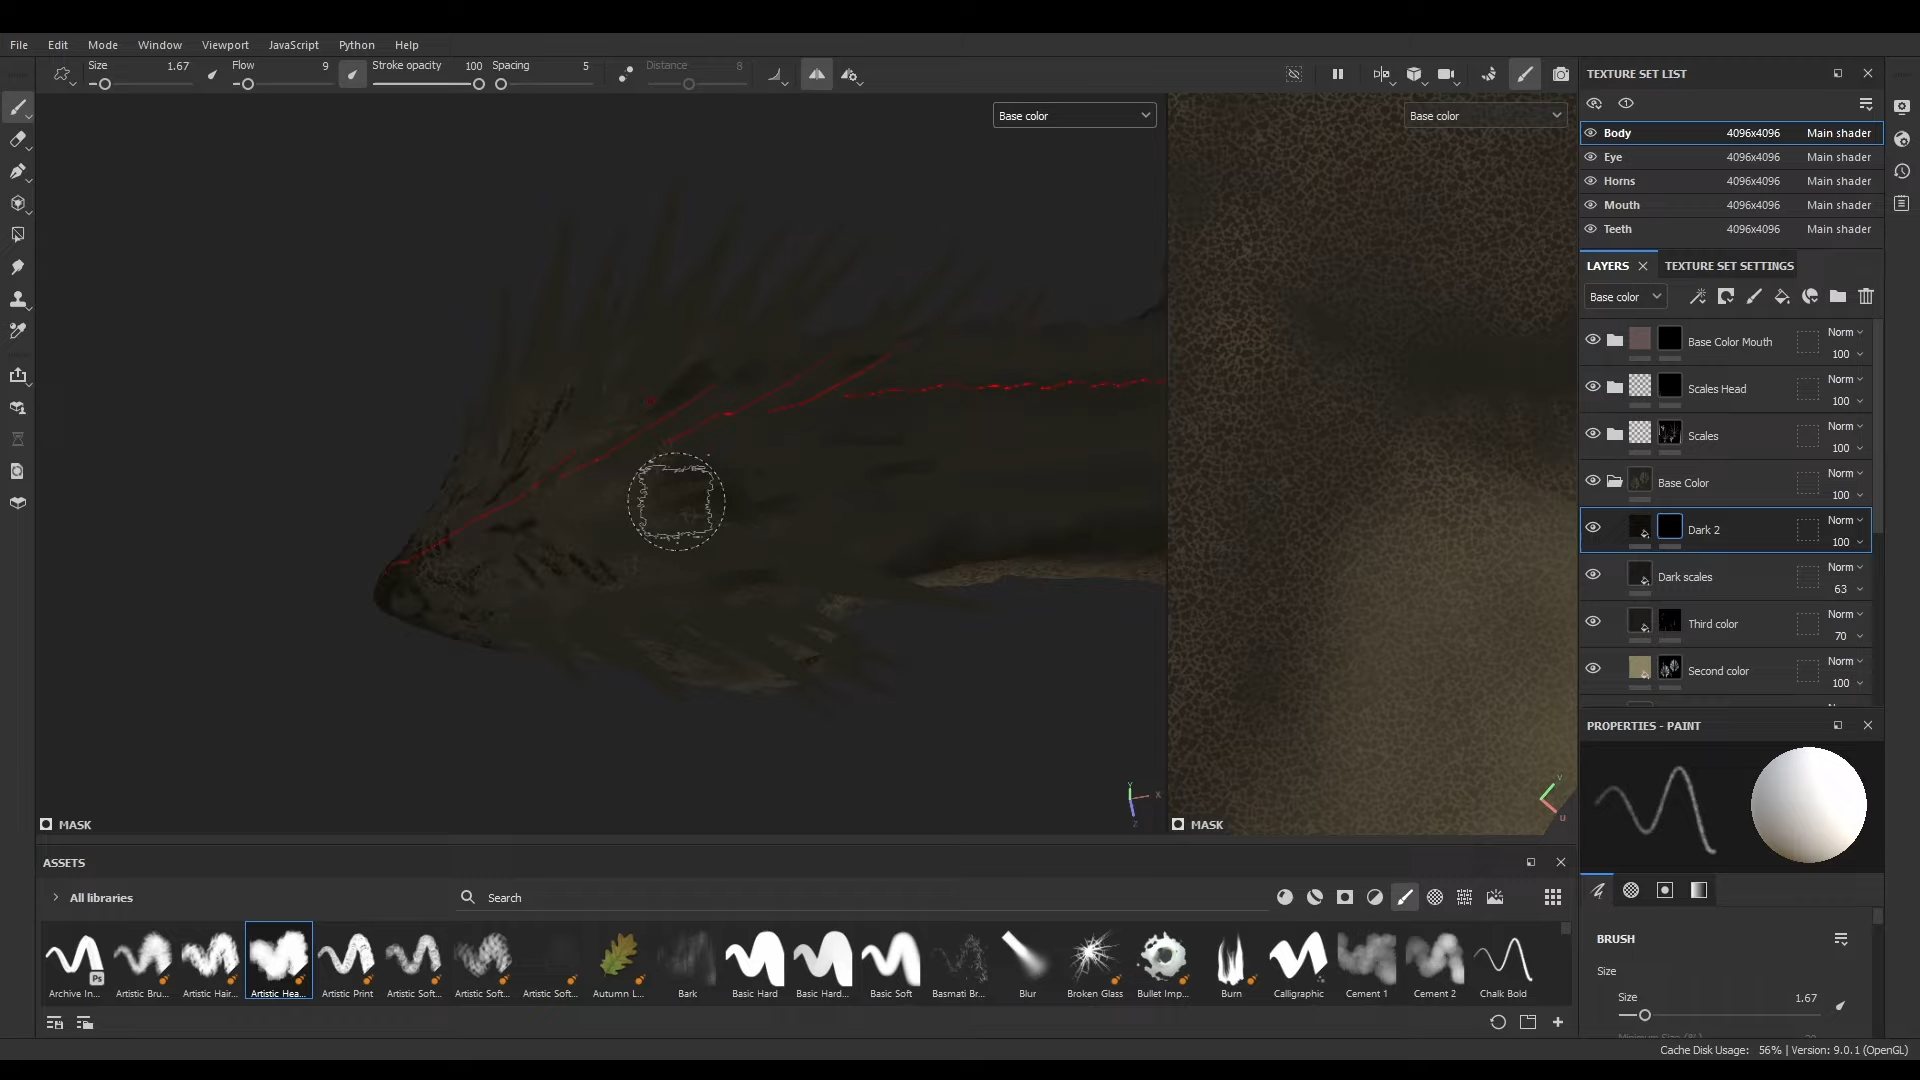 File Edit Mode Window Viewport JavaScript Python Help
Size 1.67 Flow 9 Stroke opacity 100 Spacing 5 Distance 8
Base color
Base color
MASK
MASK
TEXTURE SET LIST
Body 4096x4096 Main shader
Eye 4096x4096 Main shader
Horns 4096x4096 Main shader
Mouth 4096x4096 Main shader
Teeth 4096x4096 Main shader
LAYERS TEXTURE SET SETTINGS
Base color
Base Color Mouth Norm 100
Scales Head Norm 100
Scales Norm 100
Base Color Norm 100
Dark 2 Norm 100
Dark scales Norm 63
Third color Norm 70
Second color Norm 100
PROPERTIES - PAINT
BRUSH
Size
Size 1.67
ASSETS
All libraries
Search
Archive In... Artistic Bru... Artistic Hair... Artistic Hea... Artistic Print Artistic Soft... Artistic Soft... Artistic Soft... Autumn L... Bark Basic Hard Basic Hard... Basic Soft Basmati Br... Blur Broken Glass Bullet Imp... Burn Calligraphic Cement 1 Cement 2 Chalk Bold
Cache Disk Usage: 56% | Version: 9.0.1 (OpenGL)